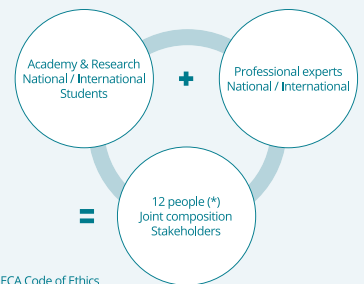 Academy & Research
National / International
Students
+
Professional experts
National / International
=
12 people (*)
Joint composition
Stakeholders
ECA Code of Ethics